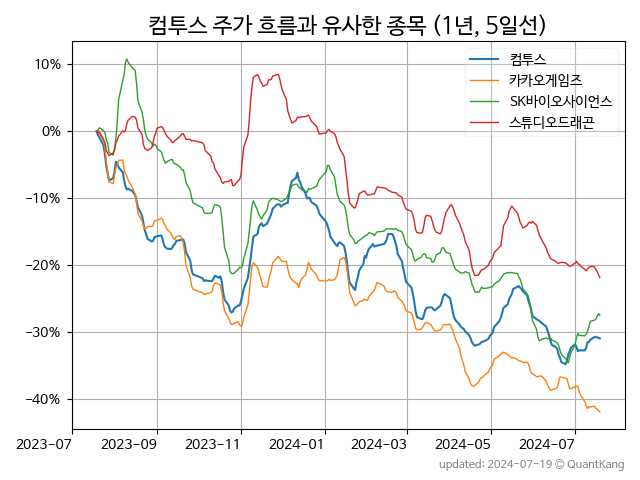 컴투스 주가 흐름과 유사한 종목 (1년, 5일선)
컴투스
카카오게임즈
SK바이오사이언스
스튜디오드래곤
10%
0%
−10%
−20%
−30%
−40%
2023-07 2023-09 2023-11 2024-01 2024-03 2024-05 2024-07
updated: 2024-07-19 © QuantKang